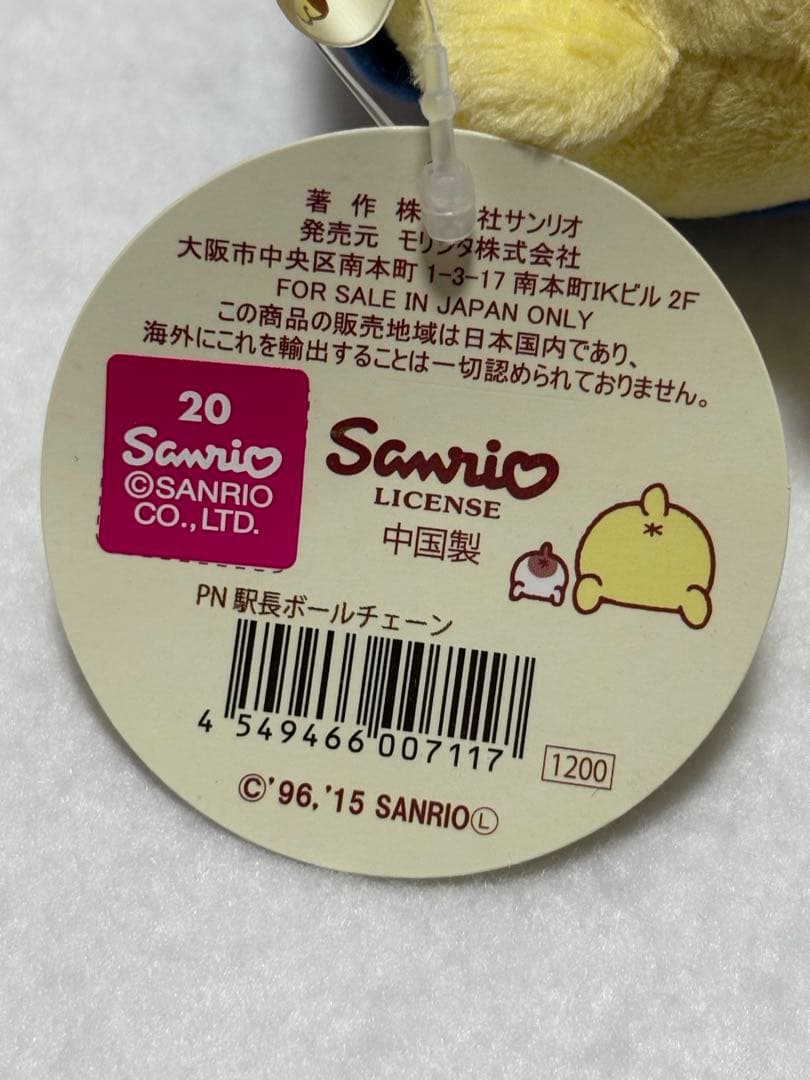 著 作 株 社サンリオ
発売元 モリシタ株式会社
大阪市中央区南本町 1-3-17 南本町IKビル 2F
FOR SALE IN JAPAN ONLY
この商品の販売地域は日本国内であり、
海外にこれを輸出することは一切認められておりません。
20
Sanrio
©SANRIO
CO.,LTD.
Sanrio
LICENSE
中国製
PN 駅長ボールチェーン
4 549466 007117
1200
©'96,'15 SANRIO Ⓛ